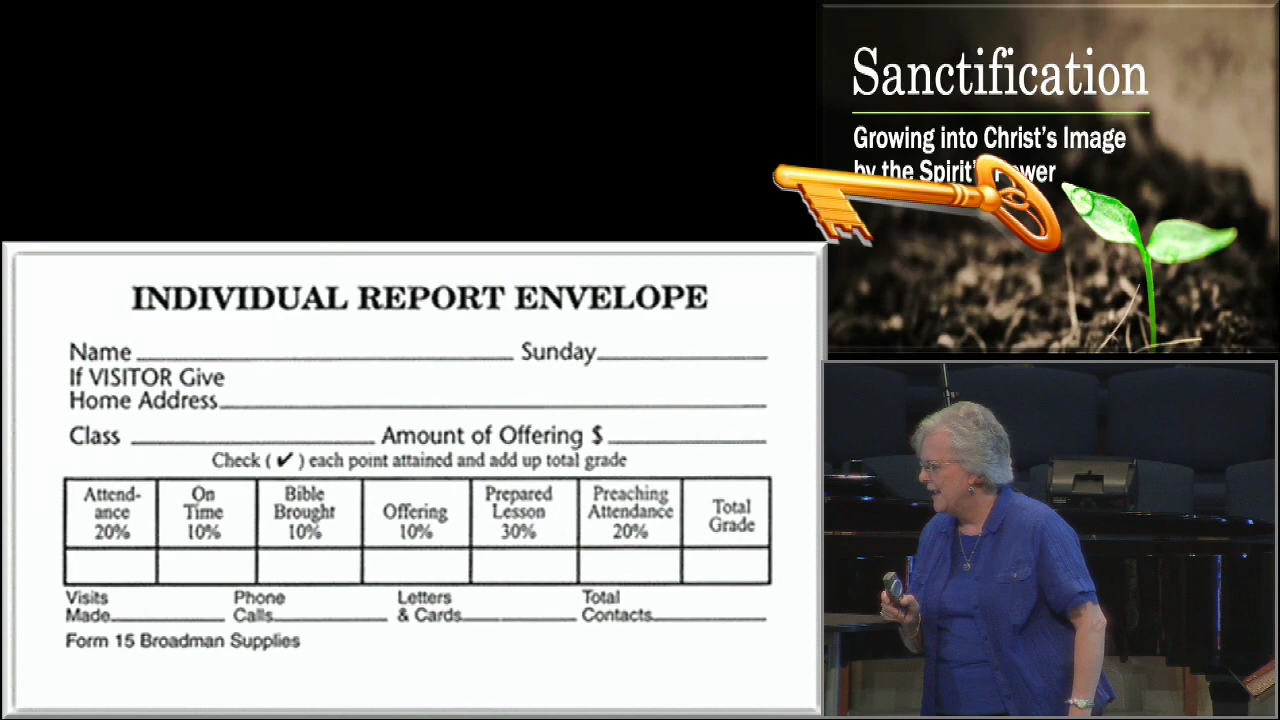 Sanctification
Growing into Christ's Image
by the Spirit' ower
INDIVIDUAL REPORT ENVELOPE
Name Sunday
If VISITOR Give
Home Address
Class Amount of Offering $
Check ( ✔ ) each point attained and add up total grade
Attend- On Bible Prepared Preaching
ance Time Brought Offering Lesson Attendance Total Grade
20% 10% 10% 10% 30% 20%
Visits Phone Letters Total
Made Calls & Cards Contacts
Form 15 Broadman Supplies